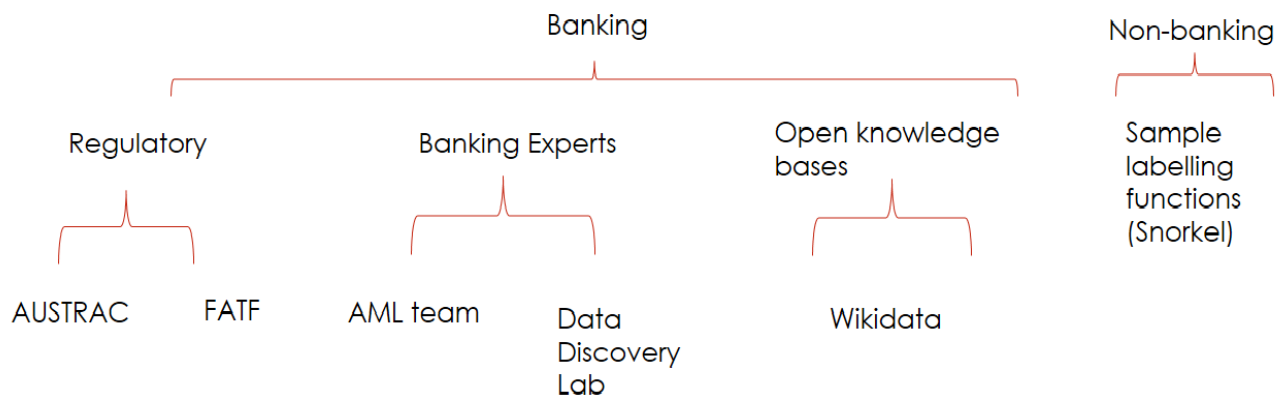 Banking
Non-banking
Regulatory
Banking Experts
Open knowledge
bases
Sample
labelling
functions
(Snorkel)
AUSTRAC
FATF
AML team
Data
Discovery
Lab
Wikidata